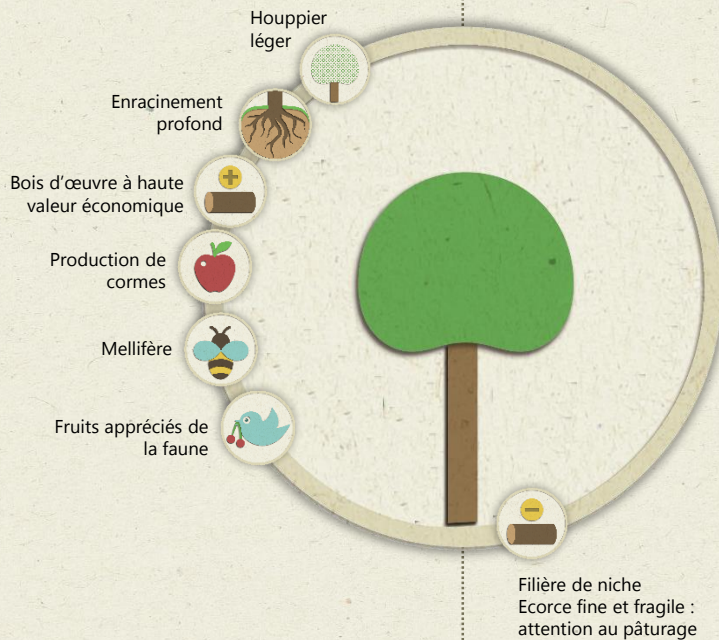 Houppier
léger
Enracinement
profond
Bois d'œuvre à haute
valeur économique
Production de
cormes
Mellifère
Fruits appréciés de
la faune
Filière de niche
Ecorce fine et fragile :
attention au pâturage